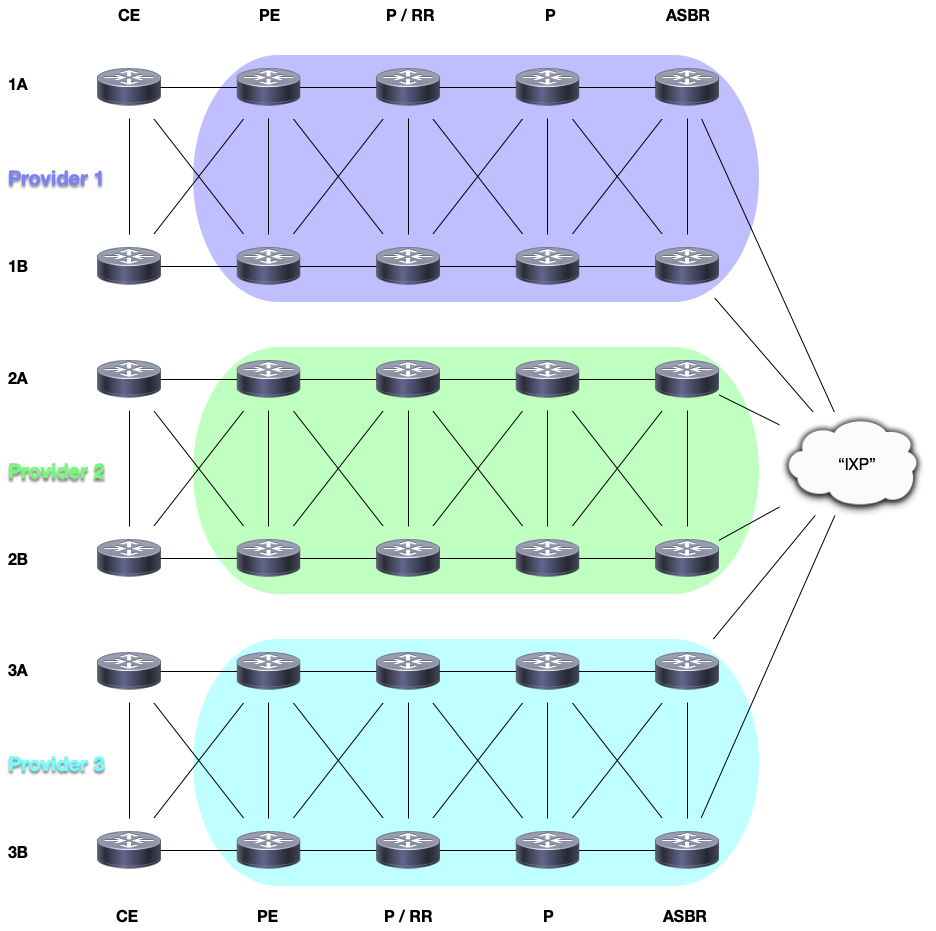 CE PE P / RR P ASBR
1A
Provider 1
1B
2A
“IXP”
Provider 2
2B
3A
Provider 3
3B
CE PE P / RR P ASBR